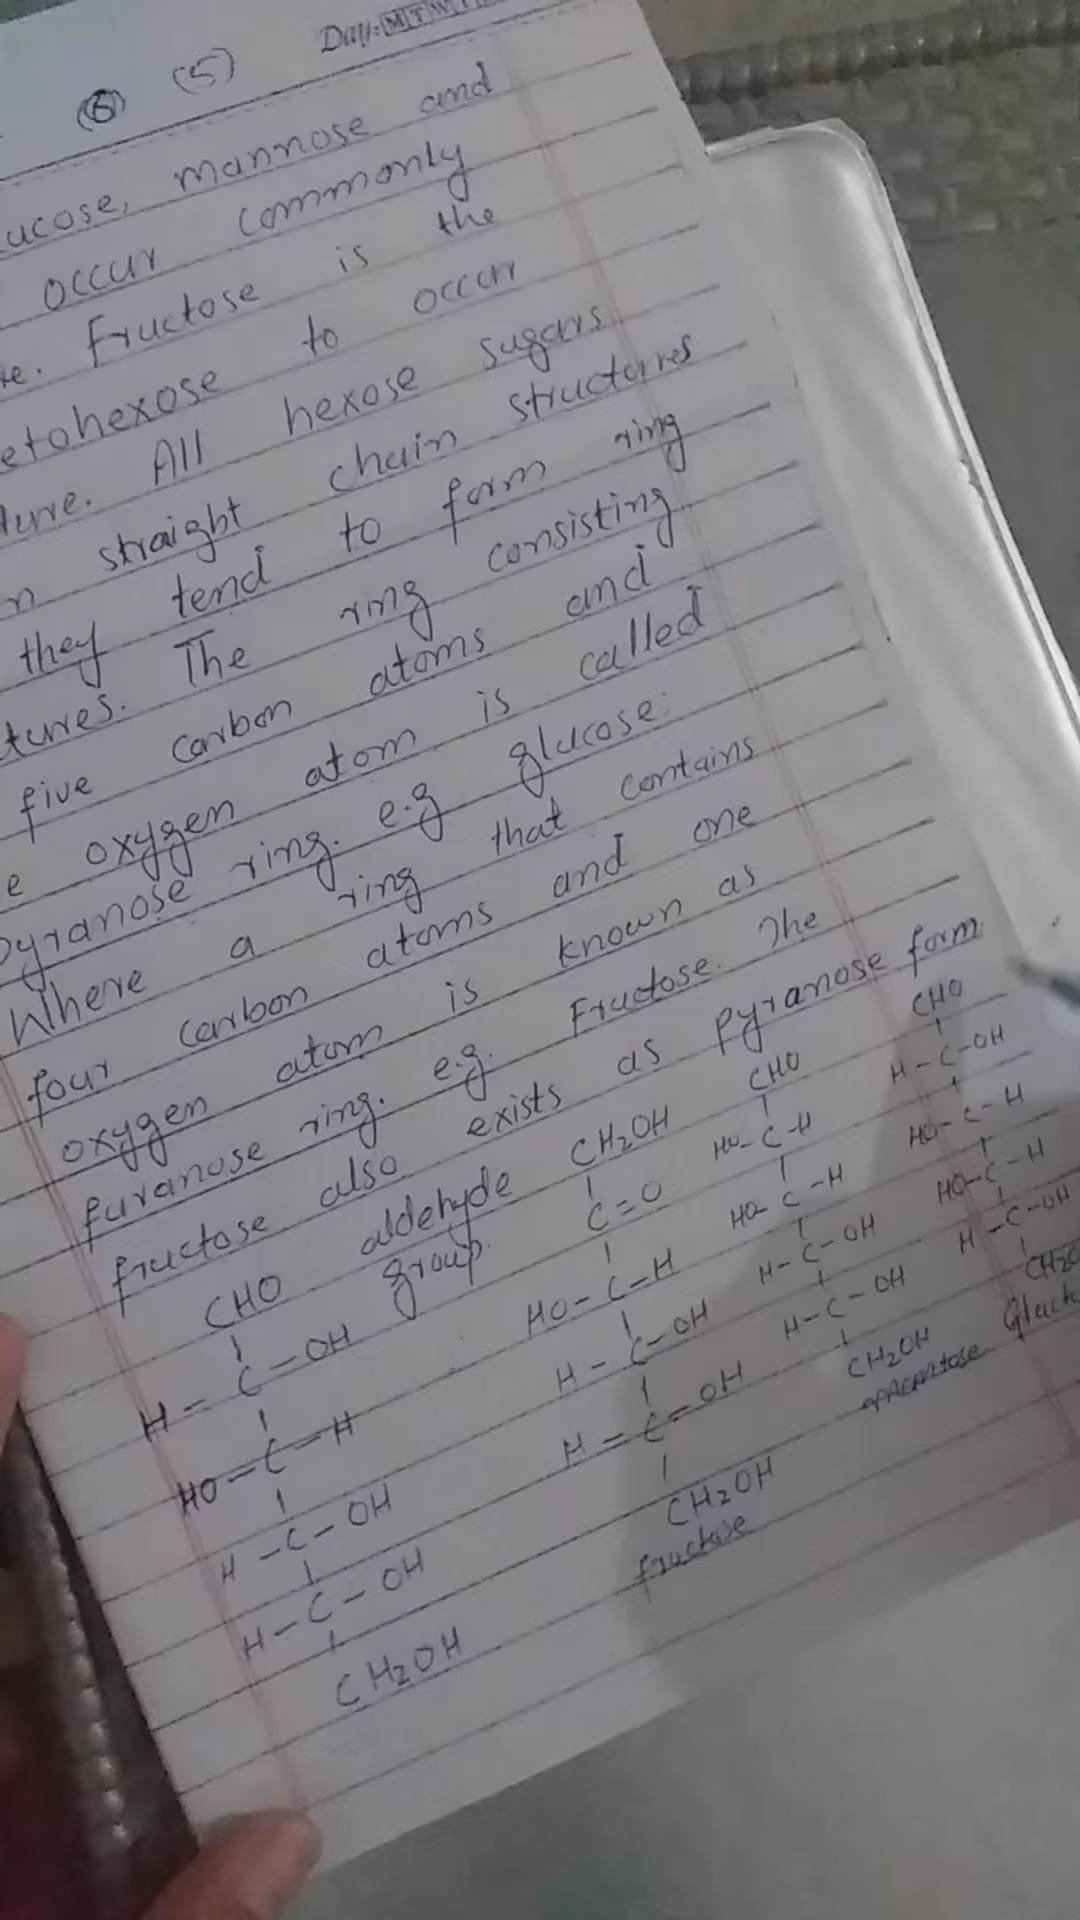 (6) (5) Day: M T W T
ucose, mannose and
occur commonly
Fructose is the
etohexose to occur
All hexose sugars
straight chain structures
they tend to form ring
tures. The ring consisting
five carbon atoms and
oxygen atom is called
pyranose ring. e.g glucose.
Where a ring that contains
four carbon atoms and one
oxygen atom is known as
furanose ring. e.g. Fructose. The
fructose also exists as pyranose form.
aldehyde
group.
CHO
H-C-OH
HO-C-H
H-C-OH
H-C-OH
CH2OH
CH2OH
C=O
HO-C-H
H-C-OH
H-C-OH
CH2OH
fructose
CHO
HO-C-H
HO-C-H
H-C-OH
H-C-OH
CH2OH
CHO
H-C-OH
HO-C-H
HO-C-H
H-C-OH